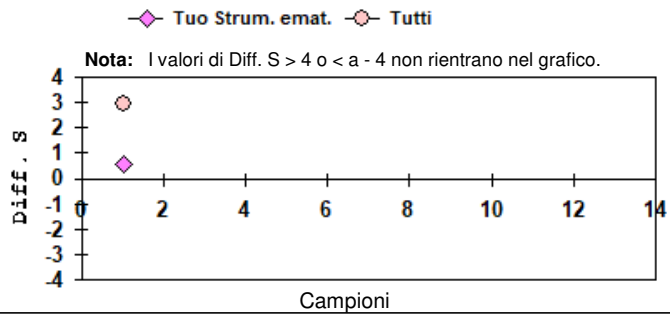 Tuo Strum. emat. Tutti
Nota: I valori di Diff. S > 4 o < a - 4 non rientrano nel grafico.
4
3
2
1
0
-1
-2
-3
-4
Diff. S
0 2 4 6 8 10 12 14
Campioni